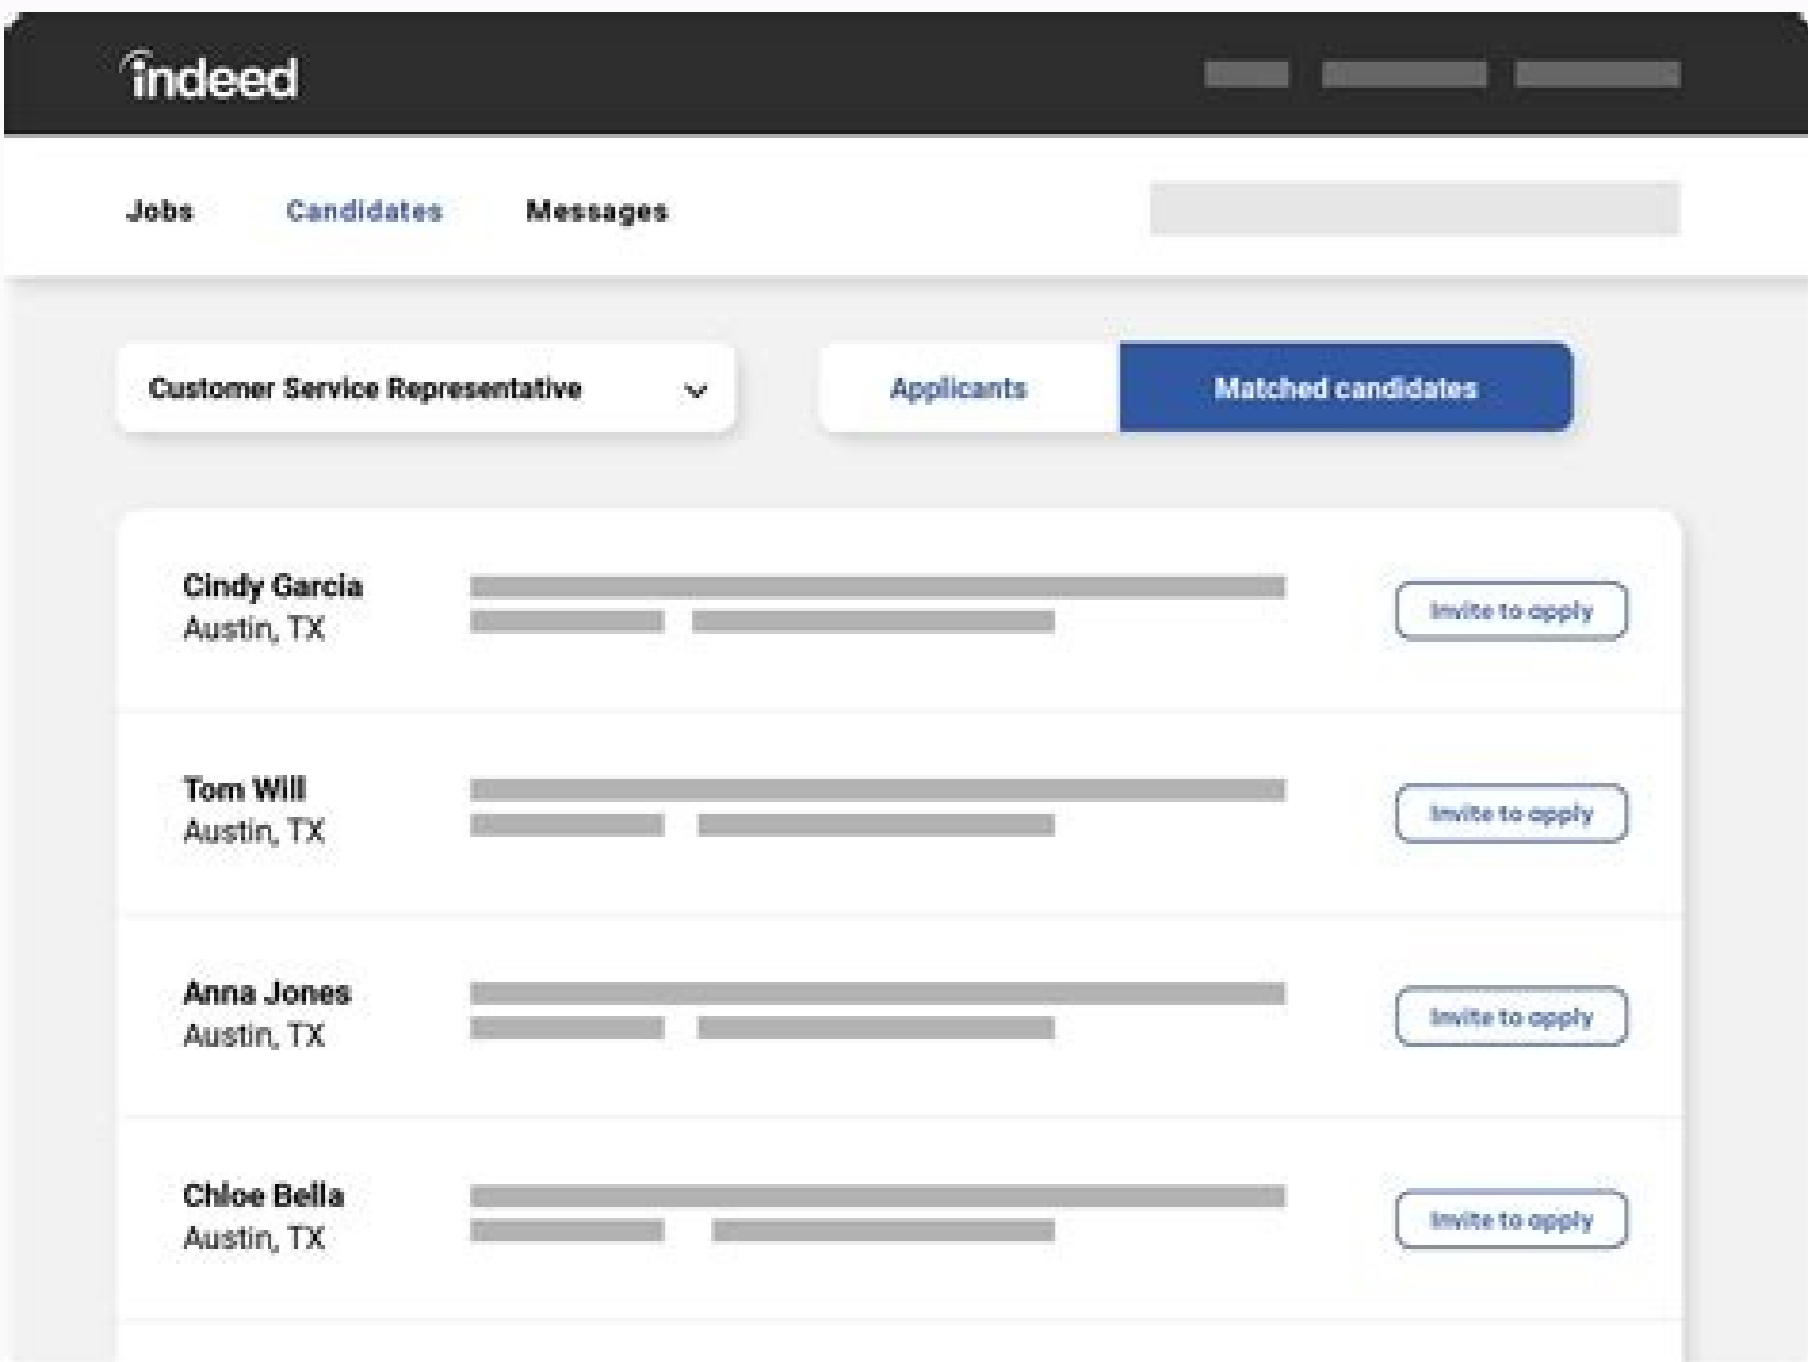 indeed
Jobs Candidates Messages
Customer Service Representative
Applicants Matched candidates
Cindy Garcia
Austin, TX
Invite to apply
Tom Will
Austin, TX
Invite to apply
Anna Jones
Austin, TX
Invite to apply
Chloe Bella
Austin, TX
Invite to apply